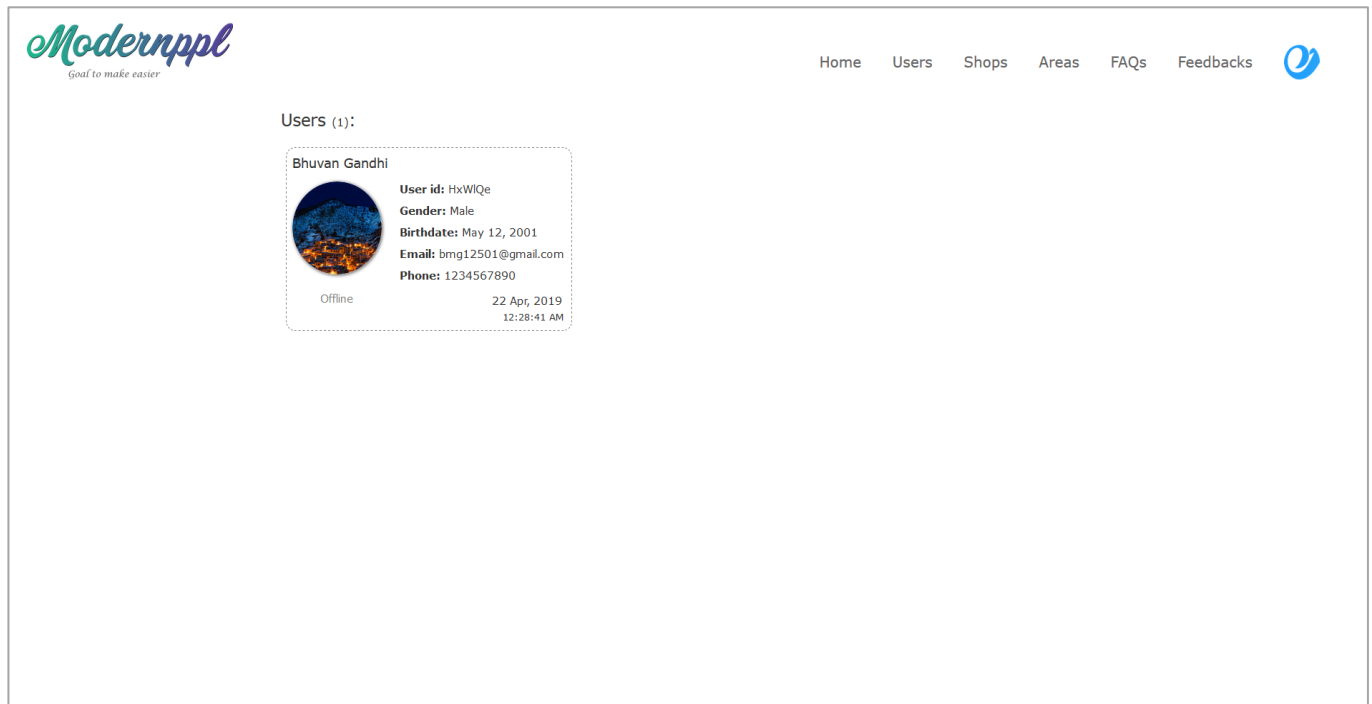 Modernppl
Goal to make easier
Home Users Shops Areas FAQs Feedbacks
Users (1):
Bhuvan Gandhi
User id: HxWlQe
Gender: Male
Birthdate: May 12, 2001
Email: bmg12501@gmail.com
Phone: 1234567890
Offline
22 Apr, 2019
12:28:41 AM